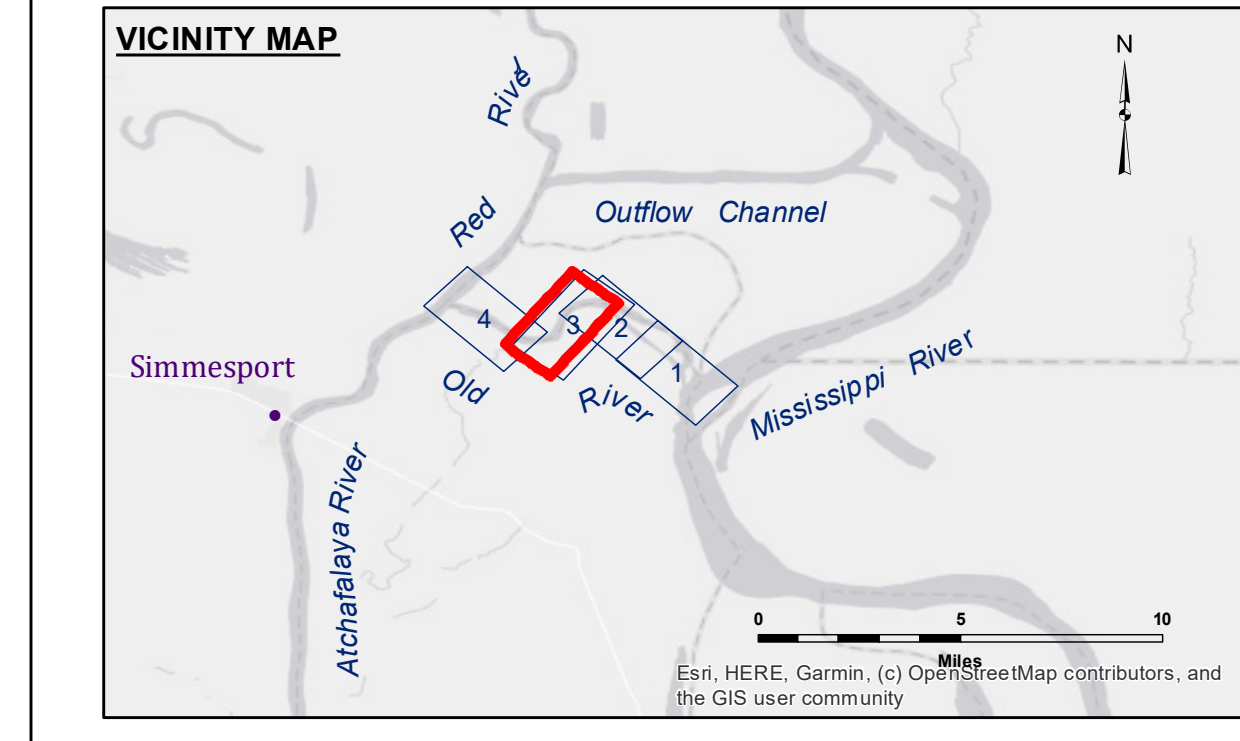 VICINITY MAP
N
River
Red
Outflow Channel
4
3
2
1
Simmesport
Old
River
Mississippi River
Atchafalaya River
0 5 10
Miles
Esri, HERE, Garmin, (c) OpenStreetMap contributors, and
the GIS user community